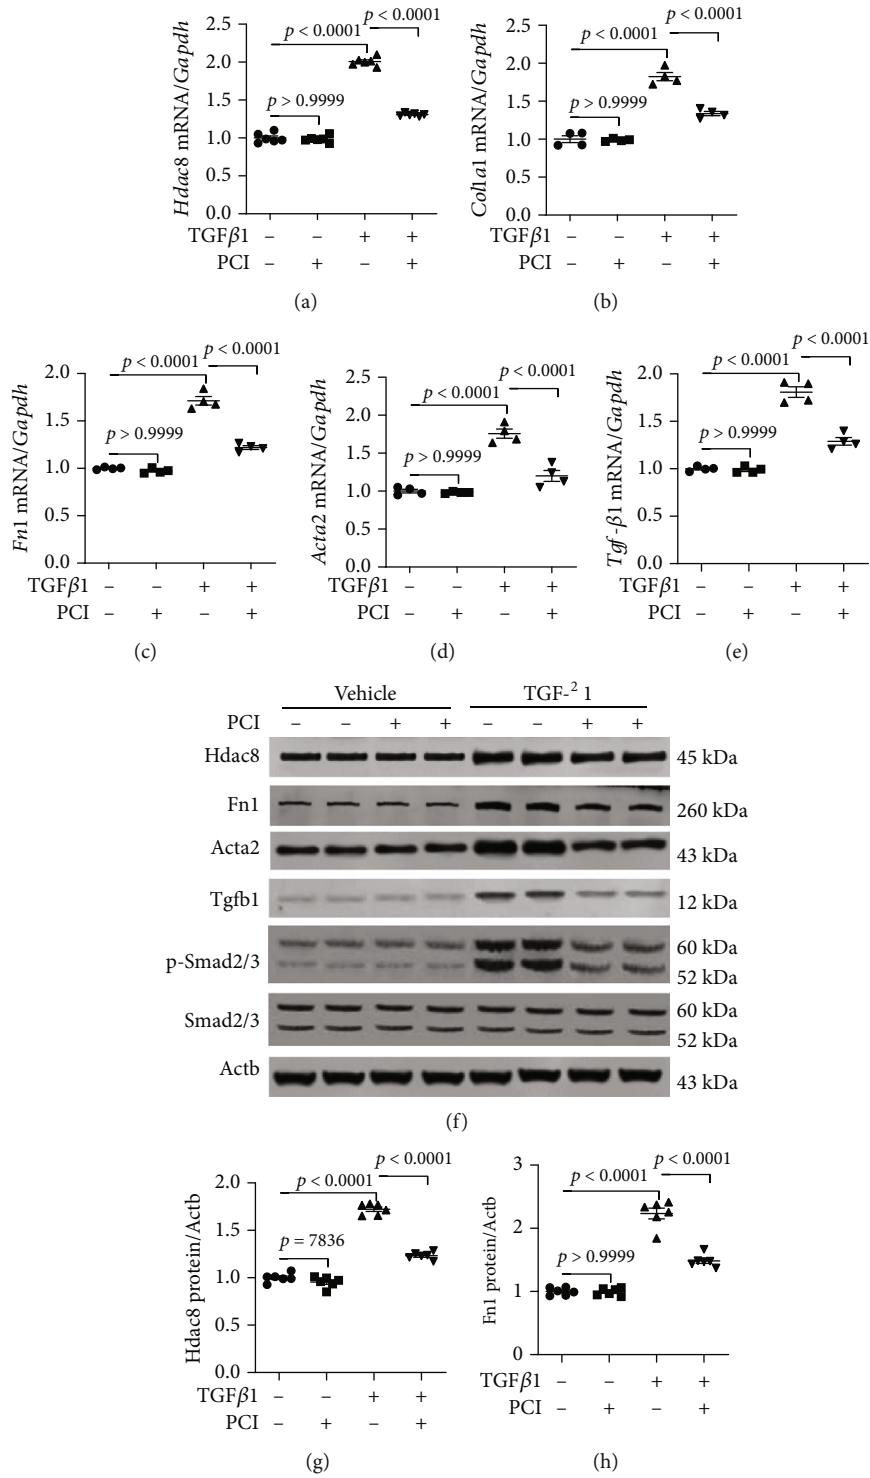 Hdac8 mRNA/Gapdh
2.5
2.0
1.5
1.0
0.5
0.0
p < 0.0001
p < 0.0001
p > 0.9999
TGFβ1 – – + +
PCI – + – +
(a)
Col1a1 mRNA/Gapdh
2.5
2.0
1.5
1.0
0.5
0.0
p < 0.0001
p < 0.0001
p > 0.9999
– – + +
– + – +
(b)
Fn1 mRNA/Gapdh
2.0
1.5
1.0
0.5
0.0
p < 0.0001
p < 0.0001
p > 0.9999
TGFβ1 – – + +
PCI – + – +
(c)
Acta2 mRNA/Gapdh
2.5
2.0
1.5
1.0
0.5
0.0
p < 0.0001
p < 0.0001
p > 0.9999
TGFβ1 – – + +
PCI – + – +
(d)
Tgf-β1 mRNA/Gapdh
2.0
1.5
1.0
0.5
0.0
p < 0.0001
p < 0.0001
p > 0.9999
TGFβ1 – – + +
PCI – + – +
(e)
Vehicle TGF-² 1
PCI – – + + – – + +
Hdac8 45 kDa
Fn1 260 kDa
Acta2 43 kDa
Tgfb1 12 kDa
p-Smad2/3 60 kDa
52 kDa
Smad2/3 60 kDa
52 kDa
Actb 43 kDa
(f)
Hdac8 protein/Actb
2.0
1.5
1.0
0.5
0.0
p < 0.0001
p < 0.0001
p = 7836
TGFβ1 – – + +
PCI – + – +
(g)
Fn1 protein/Actb
3
2
1
0
p < 0.0001
p < 0.0001
p > 0.9999
TGFβ1 – – + +
PCI – + – +
(h)